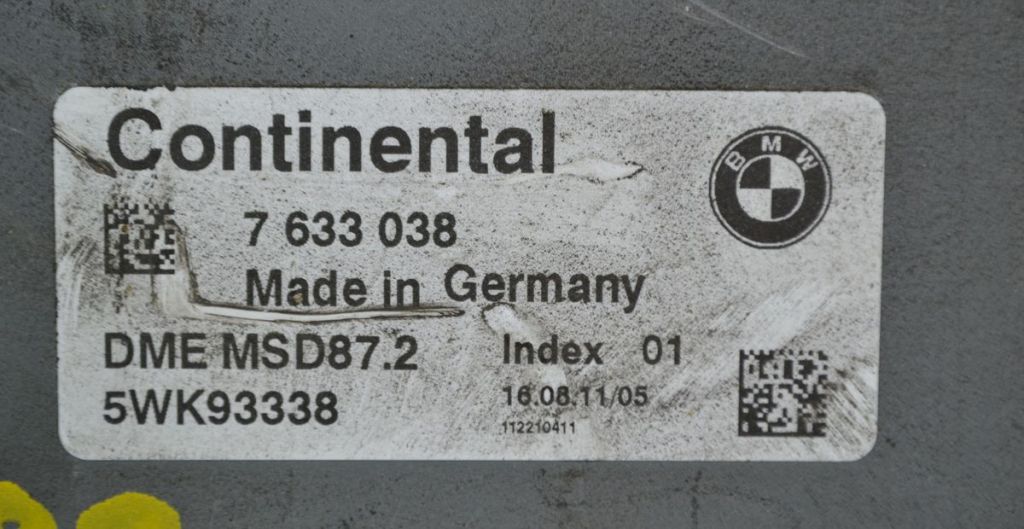 Continental
BMW
7 633 038
Made in Germany
DME MSD87.2
Index 01
5WK93338
16.08.11/05
112210411